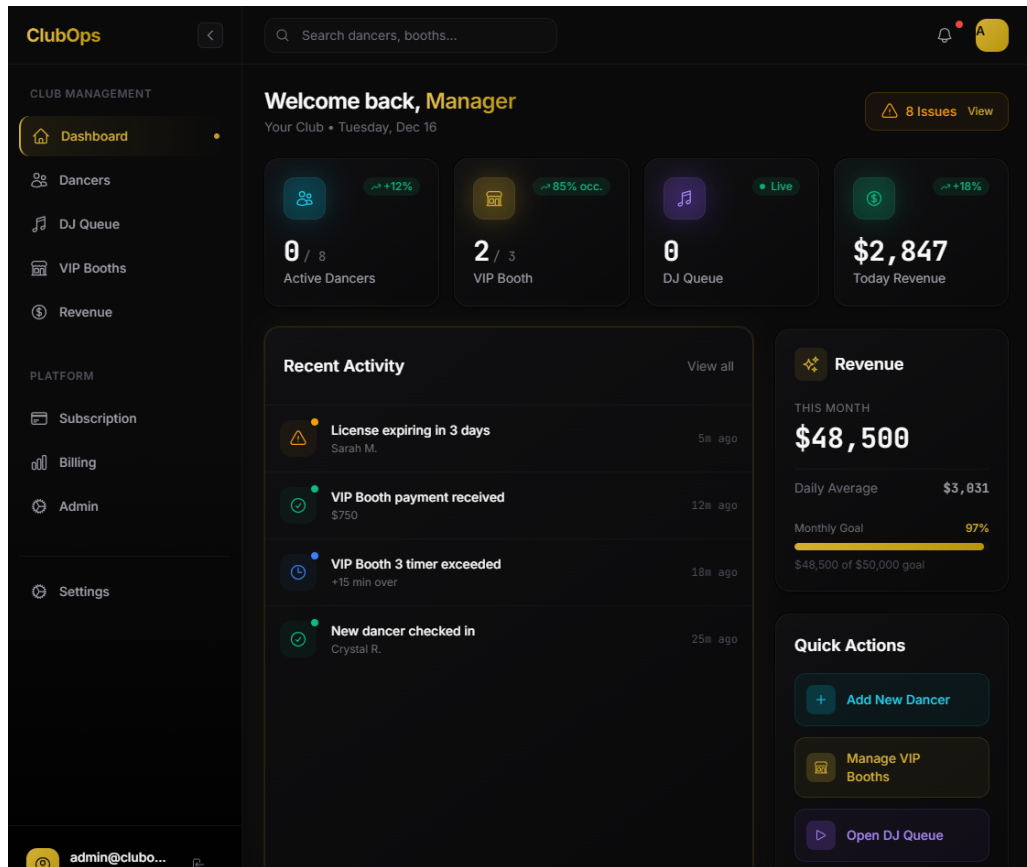 ClubOps
Search dancers, booths...
A
CLUB MANAGEMENT
Dashboard
Dancers
DJ Queue
VIP Booths
Revenue
PLATFORM
Subscription
Billing
Admin
Settings
admin@clubo...
Welcome back, Manager
Your Club • Tuesday, Dec 16
8 Issues View
+12%
0 / 8
Active Dancers
85% occ.
2 / 3
VIP Booth
Live
0
DJ Queue
+18%
$2,847
Today Revenue
Recent Activity
View all
License expiring in 3 days
Sarah M.
5m ago
VIP Booth payment received
$750
12m ago
VIP Booth 3 timer exceeded
+15 min over
18m ago
New dancer checked in
Crystal R.
25m ago
Revenue
THIS MONTH
$48,500
Daily Average $3,031
Monthly Goal 97%
$48,500 of $50,000 goal
Quick Actions
Add New Dancer
Manage VIP
Booths
Open DJ Queue